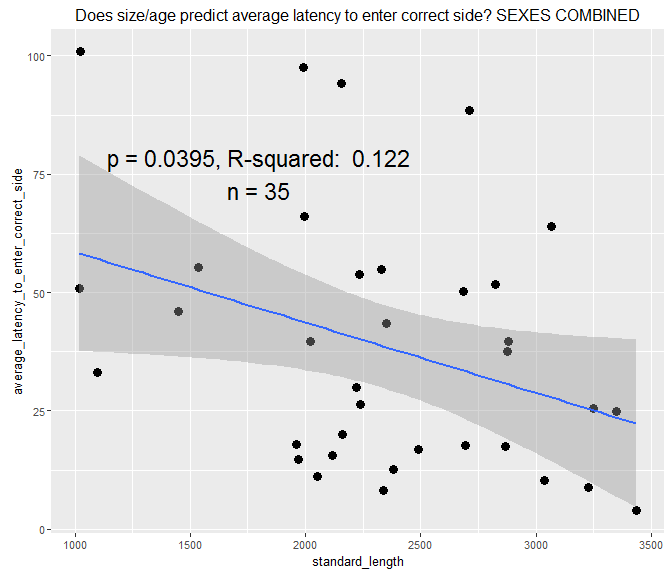 Does size/age predict average latency to enter correct side? SEXES COMBINED
average_latency_to_enter_correct_side
100
75
50
25
0
p = 0.0395, R-squared:  0.122
n = 35
1000 1500 2000 2500 3000 3500
standard_length